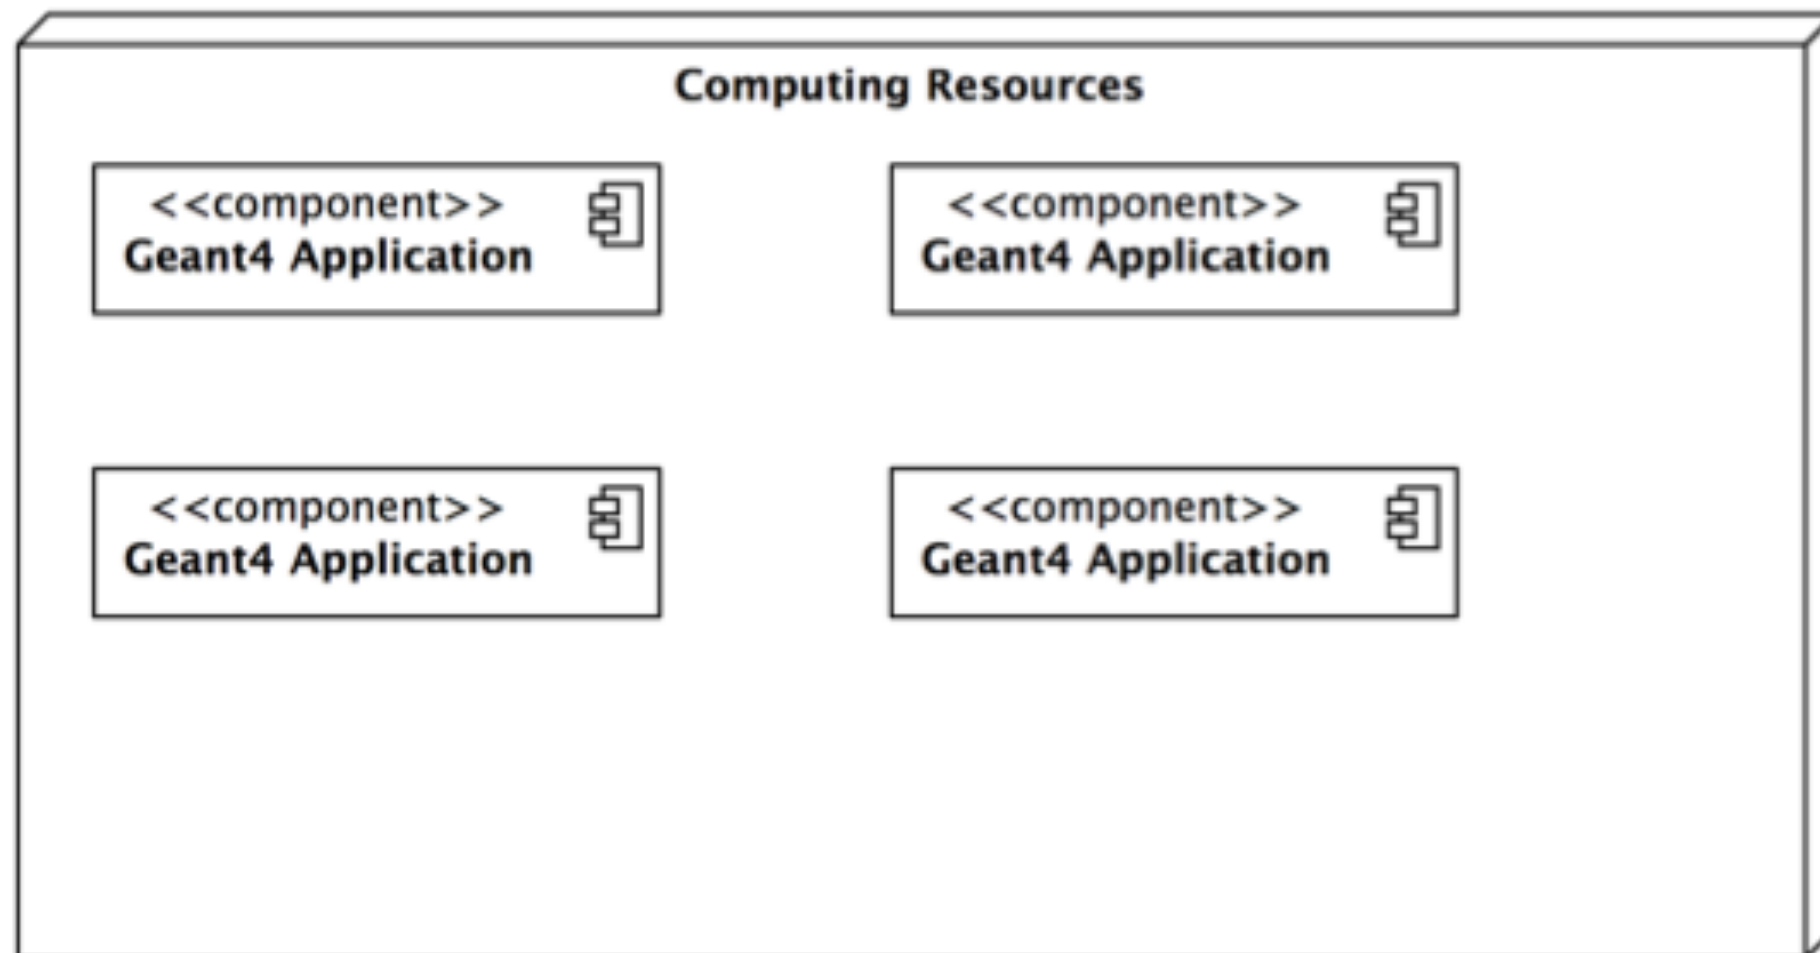 Computing Resources
<<component>>
Geant4 Application
<<component>>
Geant4 Application
<<component>>
Geant4 Application
<<component>>
Geant4 Application